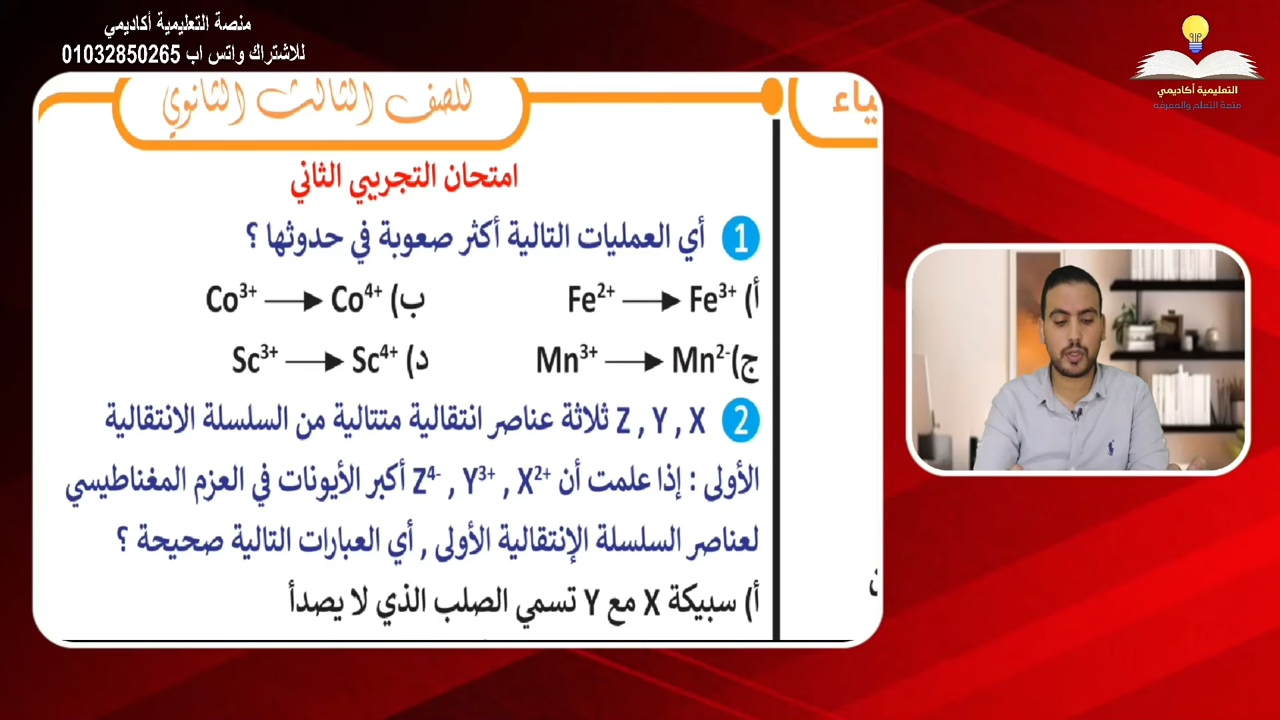 منصة التعليمية أكاديمي
للاشتراك واتس اب 01032850265
التعليمية أكاديمي
منصة التعلم والمعرفه
للصف الثالث الثانوي
امتحان التجريبي الثاني
1 أي العمليات التالية أكثر صعوبة في حدوثها ؟
أ) Fe²⁺ ⟶ Fe³⁺ ب) Co³⁺ ⟶ Co⁴⁺
ج) Mn³⁺ ⟶ Mn²⁻ د) Sc³⁺ ⟶ Sc⁴⁺
2 Z , Y , X ثلاثة عناصر انتقالية متتالية من السلسلة الانتقالية
الأولى : إذا علمت أن Z⁴⁻ , Y³⁺ , X²⁺ أكبر الأيونات في العزم المغناطيسي
لعناصر السلسلة الإنتقالية الأولى , أي العبارات التالية صحيحة ؟
أ) سبيكة X مع Y تسمي الصلب الذي لا يصدأ